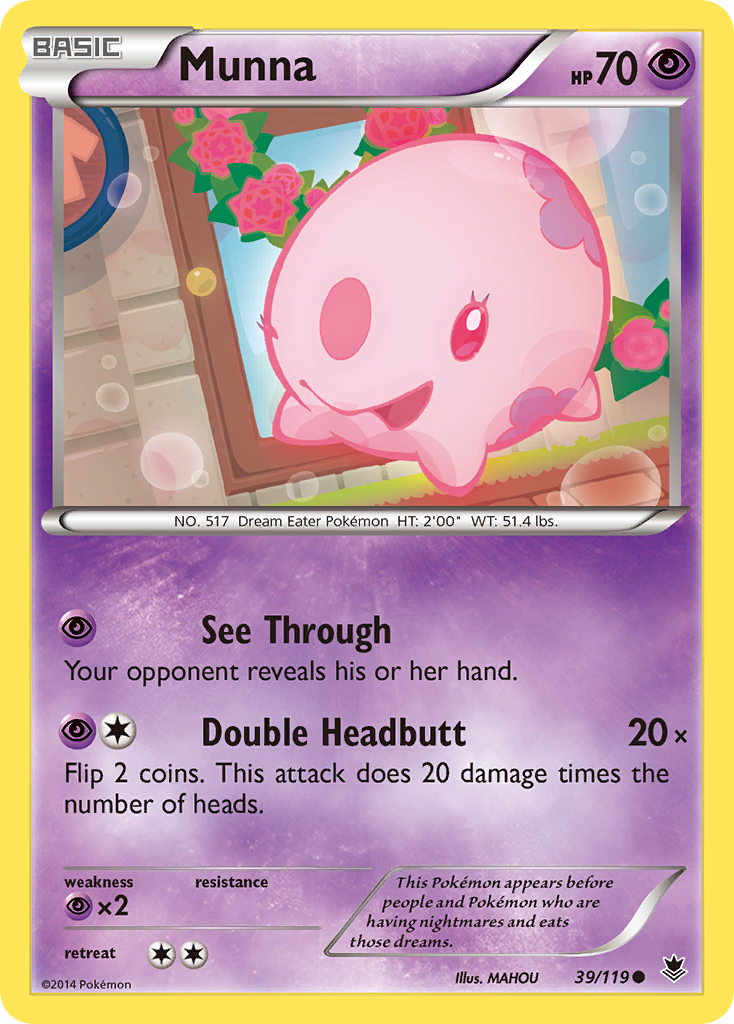 BASIC
Munna
HP70
NO. 517 Dream Eater Pokémon HT: 2'00" WT: 51.4 lbs.
See Through
Your opponent reveals his or her hand.
Double Headbutt 20×
Flip 2 coins. This attack does 20 damage times the
number of heads.
weakness resistance
×2
retreat
This Pokémon appears before
people and Pokémon who are
having nightmares and eats
those dreams.
©2014 Pokémon
Illus. MAHOU 39/119